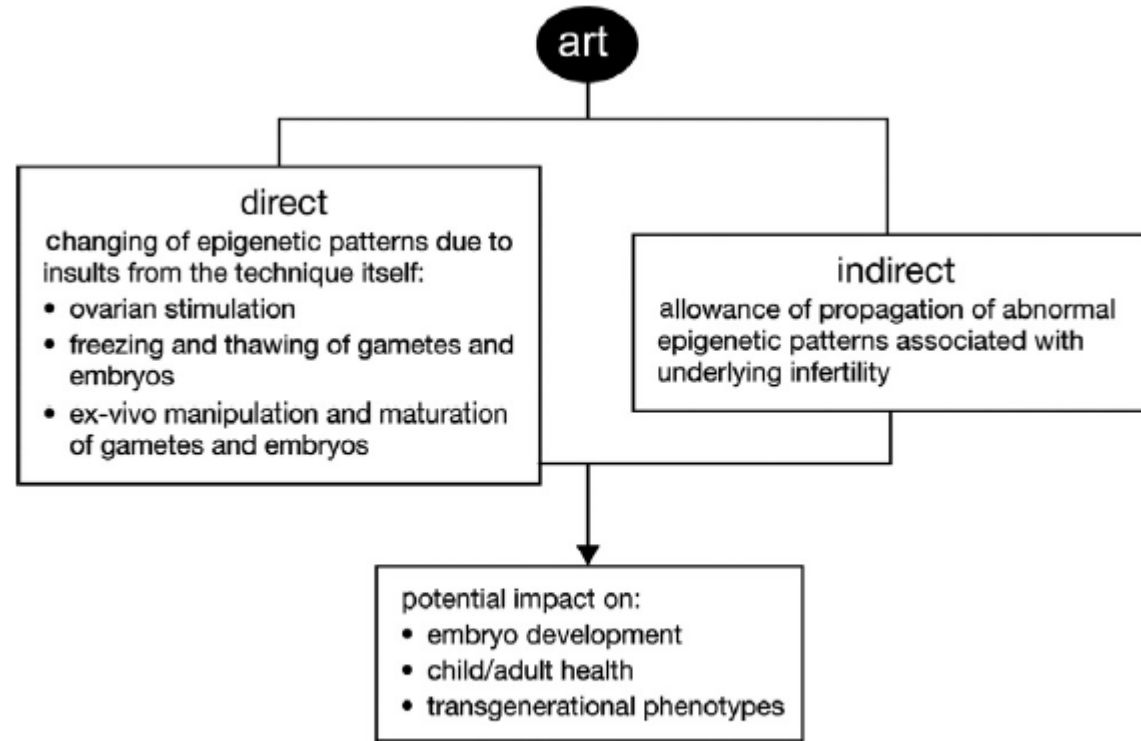 art
direct
changing of epigenetic patterns due to
insults from the technique itself:
• ovarian stimulation
• freezing and thawing of gametes and
embryos
• ex-vivo manipulation and maturation
of gametes and embryos
indirect
allowance of propagation of abnormal
epigenetic patterns associated with
underlying infertility
potential impact on:
• embryo development
• child/adult health
• transgenerational phenotypes